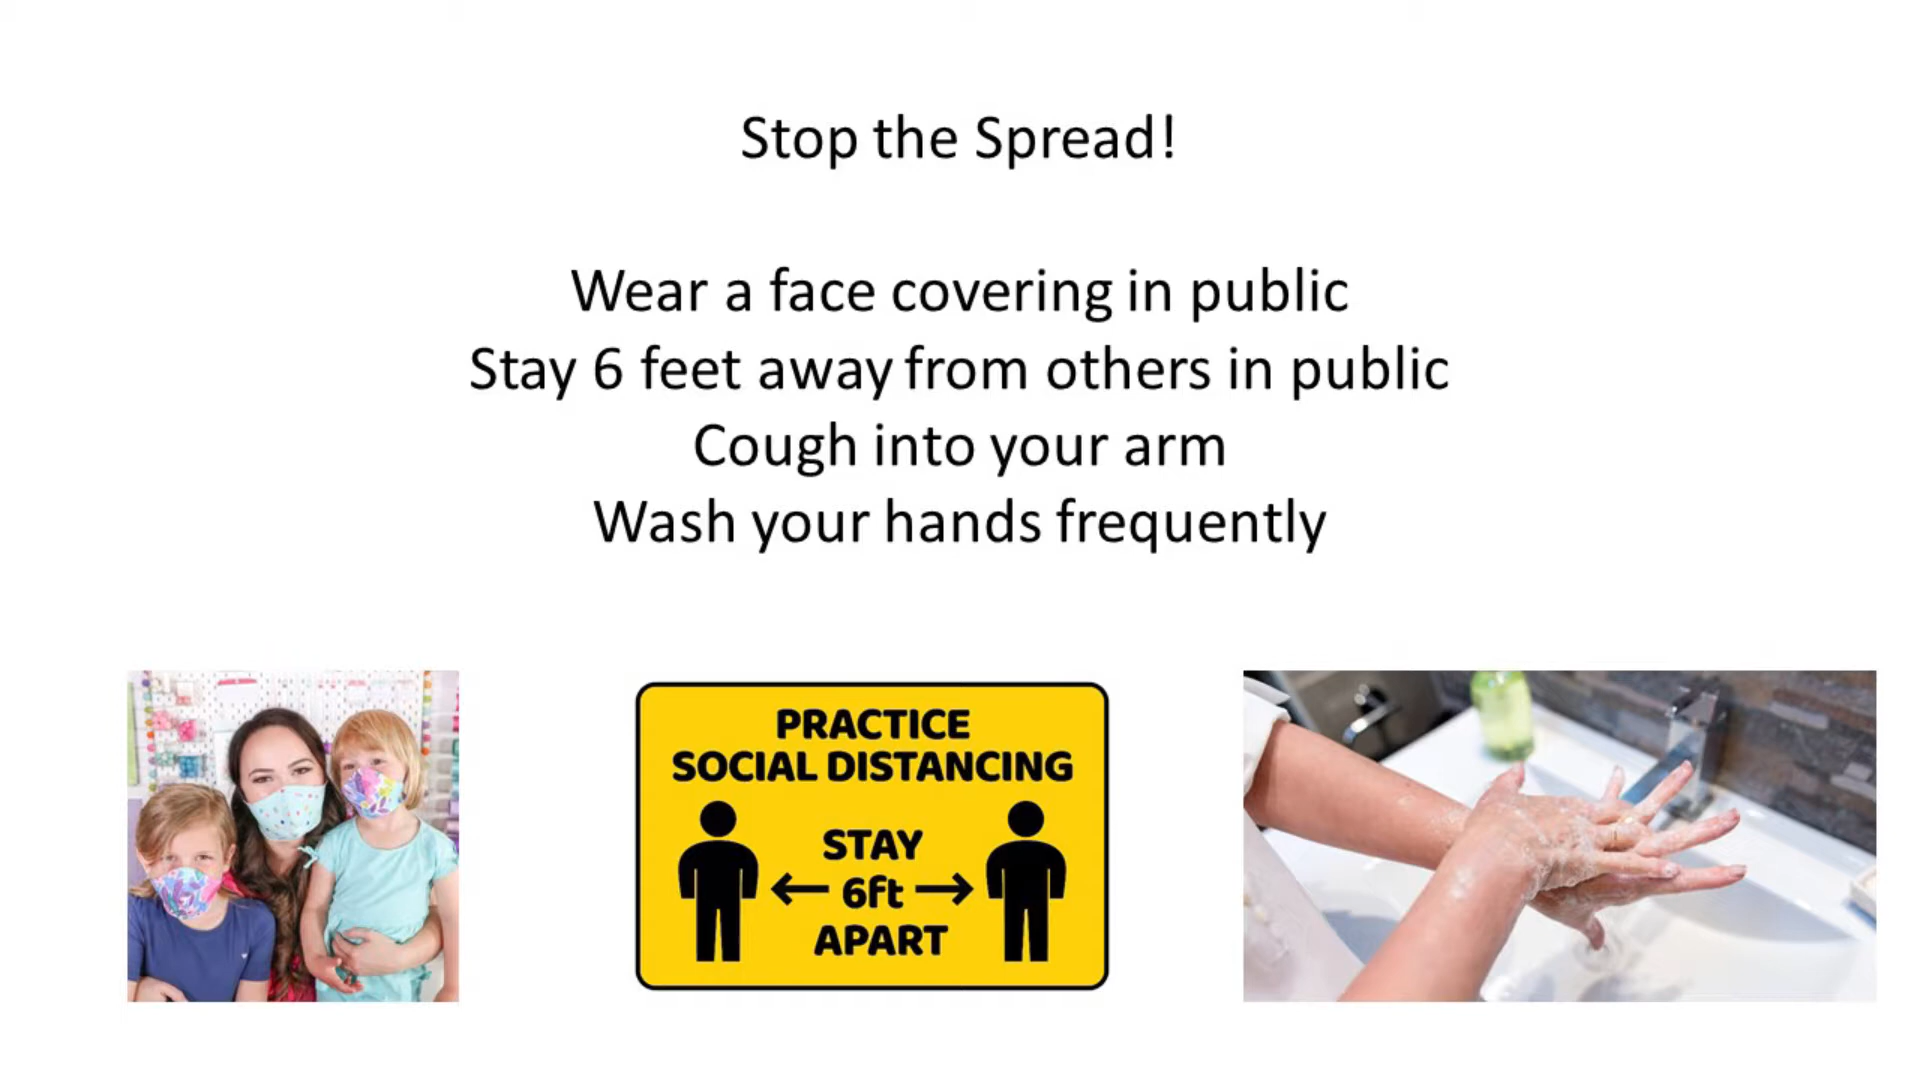 Stop the Spread!
Wear a face covering in public
Stay 6 feet away from others in public
Cough into your arm
Wash your hands frequently
PRACTICE
SOCIAL DISTANCING
STAY
6ft
APART